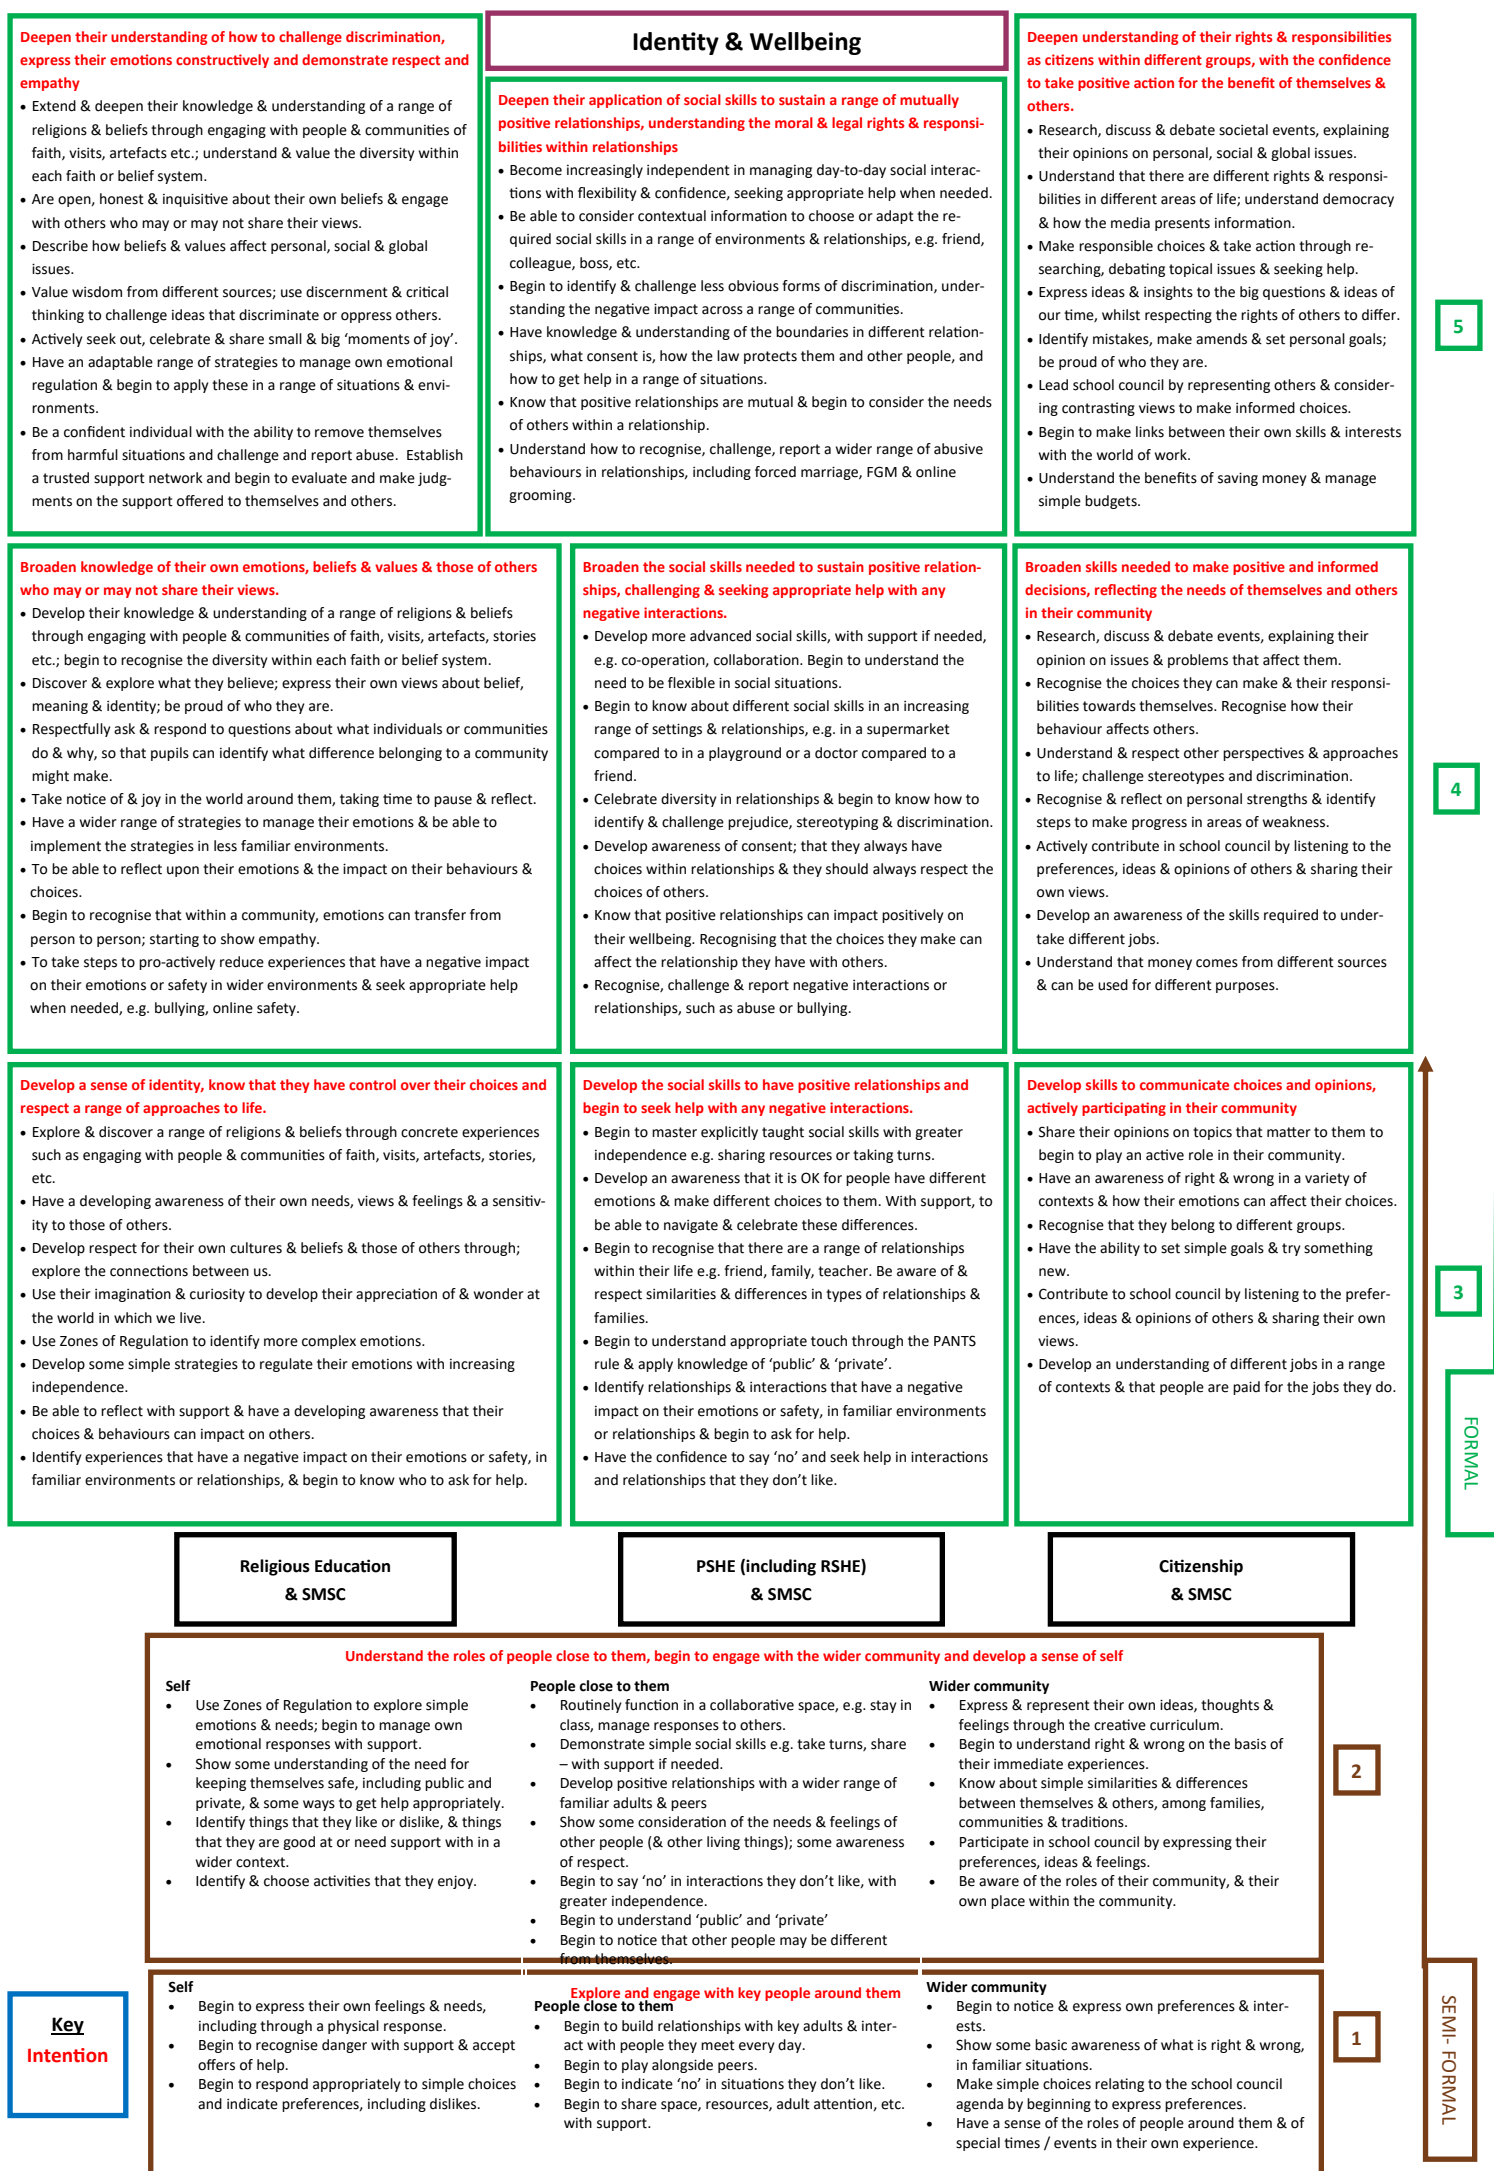 Identity & Wellbeing
Deepen their understanding of how to challenge discrimination,
express their emotions constructively and demonstrate respect and
empathy
• Extend & deepen their knowledge & understanding of a range of
religions & beliefs through engaging with people & communities of
faith, visits, artefacts etc.; understand & value the diversity within
each faith or belief system.
• Are open, honest & inquisitive about their own beliefs & engage
with others who may or may not share their views.
• Describe how beliefs & values affect personal, social & global
issues.
• Value wisdom from different sources; use discernment & critical
thinking to challenge ideas that discriminate or oppress others.
• Actively seek out, celebrate & share small & big ‘moments of joy’.
• Have an adaptable range of strategies to manage own emotional
regulation & begin to apply these in a range of situations & envi-
ronments.
• Be a confident individual with the ability to remove themselves
from harmful situations and challenge and report abuse. Establish
a trusted support network and begin to evaluate and make judg-
ments on the support offered to themselves and others.
Deepen their application of social skills to sustain a range of mutually
positive relationships, understanding the moral & legal rights & responsi-
bilities within relationships
• Become increasingly independent in managing day-to-day social interac-
tions with flexibility & confidence, seeking appropriate help when needed.
• Be able to consider contextual information to choose or adapt the re-
quired social skills in a range of environments & relationships, e.g. friend,
colleague, boss, etc.
• Begin to identify & challenge less obvious forms of discrimination, under-
standing the negative impact across a range of communities.
• Have knowledge & understanding of the boundaries in different relation-
ships, what consent is, how the law protects them and other people, and
how to get help in a range of situations.
• Know that positive relationships are mutual & begin to consider the needs
of others within a relationship.
• Understand how to recognise, challenge, report a wider range of abusive
behaviours in relationships, including forced marriage, FGM & online
grooming.
Deepen understanding of their rights & responsibilities
as citizens within different groups, with the confidence
to take positive action for the benefit of themselves &
others.
• Research, discuss & debate societal events, explaining
their opinions on personal, social & global issues.
• Understand that there are different rights & responsi-
bilities in different areas of life; understand democracy
& how the media presents information.
• Make responsible choices & take action through re-
searching, debating topical issues & seeking help.
• Express ideas & insights to the big questions & ideas of
our time, whilst respecting the rights of others to differ.
• Identify mistakes, make amends & set personal goals;
be proud of who they are.
• Lead school council by representing others & consider-
ing contrasting views to make informed choices.
• Begin to make links between their own skills & interests
with the world of work.
• Understand the benefits of saving money & manage
simple budgets.
5
Broaden knowledge of their own emotions, beliefs & values & those of others
who may or may not share their views.
• Develop their knowledge & understanding of a range of religions & beliefs
through engaging with people & communities of faith, visits, artefacts, stories
etc.; begin to recognise the diversity within each faith or belief system.
• Discover & explore what they believe; express their own views about belief,
meaning & identity; be proud of who they are.
• Respectfully ask & respond to questions about what individuals or communities
do & why, so that pupils can identify what difference belonging to a community
might make.
• Take notice of & joy in the world around them, taking time to pause & reflect.
• Have a wider range of strategies to manage their emotions & be able to
implement the strategies in less familiar environments.
• To be able to reflect upon their emotions & the impact on their behaviours &
choices.
• Begin to recognise that within a community, emotions can transfer from
person to person; starting to show empathy.
• To take steps to pro-actively reduce experiences that have a negative impact
on their emotions or safety in wider environments & seek appropriate help
when needed, e.g. bullying, online safety.
Broaden the social skills needed to sustain positive relation-
ships, challenging & seeking appropriate help with any
negative interactions.
• Develop more advanced social skills, with support if needed,
e.g. co-operation, collaboration. Begin to understand the
need to be flexible in social situations.
• Begin to know about different social skills in an increasing
range of settings & relationships, e.g. in a supermarket
compared to in a playground or a doctor compared to a
friend.
• Celebrate diversity in relationships & begin to know how to
identify & challenge prejudice, stereotyping & discrimination.
• Develop awareness of consent; that they always have
choices within relationships & they should always respect the
choices of others.
• Know that positive relationships can impact positively on
their wellbeing. Recognising that the choices they make can
affect the relationship they have with others.
• Recognise, challenge & report negative interactions or
relationships, such as abuse or bullying.
Broaden skills needed to make positive and informed
decisions, reflecting the needs of themselves and others
in their community
• Research, discuss & debate events, explaining their
opinion on issues & problems that affect them.
• Recognise the choices they can make & their responsi-
bilities towards themselves. Recognise how their
behaviour affects others.
• Understand & respect other perspectives & approaches
to life; challenge stereotypes and discrimination.
• Recognise & reflect on personal strengths & identify
steps to make progress in areas of weakness.
• Actively contribute in school council by listening to the
preferences, ideas & opinions of others & sharing their
own views.
• Develop an awareness of the skills required to under-
take different jobs.
• Understand that money comes from different sources
& can be used for different purposes.
4
Develop a sense of identity, know that they have control over their choices and
respect a range of approaches to life.
• Explore & discover a range of religions & beliefs through concrete experiences
such as engaging with people & communities of faith, visits, artefacts, stories,
etc.
• Have a developing awareness of their own needs, views & feelings & a sensitiv-
ity to those of others.
• Develop respect for their own cultures & beliefs & those of others through;
explore the connections between us.
• Use their imagination & curiosity to develop their appreciation of & wonder at
the world in which we live.
• Use Zones of Regulation to identify more complex emotions.
• Develop some simple strategies to regulate their emotions with increasing
independence.
• Be able to reflect with support & have a developing awareness that their
choices & behaviours can impact on others.
• Identify experiences that have a negative impact on their emotions or safety, in
familiar environments or relationships, & begin to know who to ask for help.
Develop the social skills to have positive relationships and
begin to seek help with any negative interactions.
• Begin to master explicitly taught social skills with greater
independence e.g. sharing resources or taking turns.
• Develop an awareness that it is OK for people have different
emotions & make different choices to them. With support, to
be able to navigate & celebrate these differences.
• Begin to recognise that there are a range of relationships
within their life e.g. friend, family, teacher. Be aware of &
respect similarities & differences in types of relationships &
families.
• Begin to understand appropriate touch through the PANTS
rule & apply knowledge of ‘public’ & ‘private’.
• Identify relationships & interactions that have a negative
impact on their emotions or safety, in familiar environments
or relationships & begin to ask for help.
• Have the confidence to say ‘no’ and seek help in interactions
and relationships that they don’t like.
Develop skills to communicate choices and opinions,
actively participating in their community
• Share their opinions on topics that matter to them to
begin to play an active role in their community.
• Have an awareness of right & wrong in a variety of
contexts & how their emotions can affect their choices.
• Recognise that they belong to different groups.
• Have the ability to set simple goals & try something
new.
• Contribute to school council by listening to the prefer-
ences, ideas & opinions of others & sharing their own
views.
• Develop an understanding of different jobs in a range
of contexts & that people are paid for the jobs they do.
3
FORMAL
Religious Education
& SMSC
PSHE (including RSHE)
& SMSC
Citizenship
& SMSC
Understand the roles of people close to them, begin to engage with the wider community and develop a sense of self
Self
• Use Zones of Regulation to explore simple
emotions & needs; begin to manage own
emotional responses with support.
• Show some understanding of the need for
keeping themselves safe, including public and
private, & some ways to get help appropriately.
• Identify things that they like or dislike, & things
that they are good at or need support with in a
wider context.
• Identify & choose activities that they enjoy.
People close to them
• Routinely function in a collaborative space, e.g. stay in
class, manage responses to others.
• Demonstrate simple social skills e.g. take turns, share
– with support if needed.
• Develop positive relationships with a wider range of
familiar adults & peers
• Show some consideration of the needs & feelings of
other people (& other living things); some awareness
of respect.
• Begin to say ‘no’ in interactions they don’t like, with
greater independence.
• Begin to understand ‘public’ and ‘private’
• Begin to notice that other people may be different
from themselves.
Wider community
• Express & represent their own ideas, thoughts &
feelings through the creative curriculum.
• Begin to understand right & wrong on the basis of
their immediate experiences.
• Know about simple similarities & differences
between themselves & others, among families,
communities & traditions.
• Participate in school council by expressing their
preferences, ideas & feelings.
• Be aware of the roles of their community, & their
own place within the community.
2
Key
Intention
Explore and engage with key people around them
Self
• Begin to express their own feelings & needs,
including through a physical response.
• Begin to recognise danger with support & accept
offers of help.
• Begin to respond appropriately to simple choices
and indicate preferences, including dislikes.
People close to them
• Begin to build relationships with key adults & inter-
act with people they meet every day.
• Begin to play alongside peers.
• Begin to indicate ‘no’ in situations they don’t like.
• Begin to share space, resources, adult attention, etc.
with support.
Wider community
• Begin to notice & express own preferences & inter-
ests.
• Show some basic awareness of what is right & wrong,
in familiar situations.
• Make simple choices relating to the school council
agenda by beginning to express preferences.
• Have a sense of the roles of people around them & of
special times / events in their own experience.
1
SEMI- FORMAL